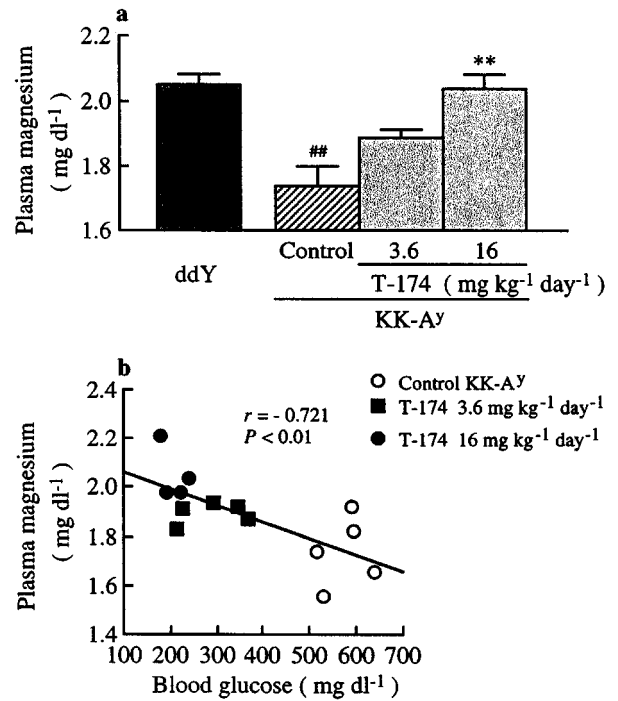 a
2.2
2.0
1.8
1.6
Plasma magnesium
( mg dl-1 )
##
**
Control 3.6 16
ddY
T-174 ( mg kg-1 day-1 )
KK-Ay
b
2.4
2.2
2.0
1.8
1.6
1.4
Plasma magnesium
( mg dl-1 )
r = - 0.721
P < 0.01
Control KK-Ay
T-174 3.6 mg kg-1 day-1
T-174 16 mg kg-1 day-1
100 200 300 400 500 600 700
Blood glucose ( mg dl-1 )